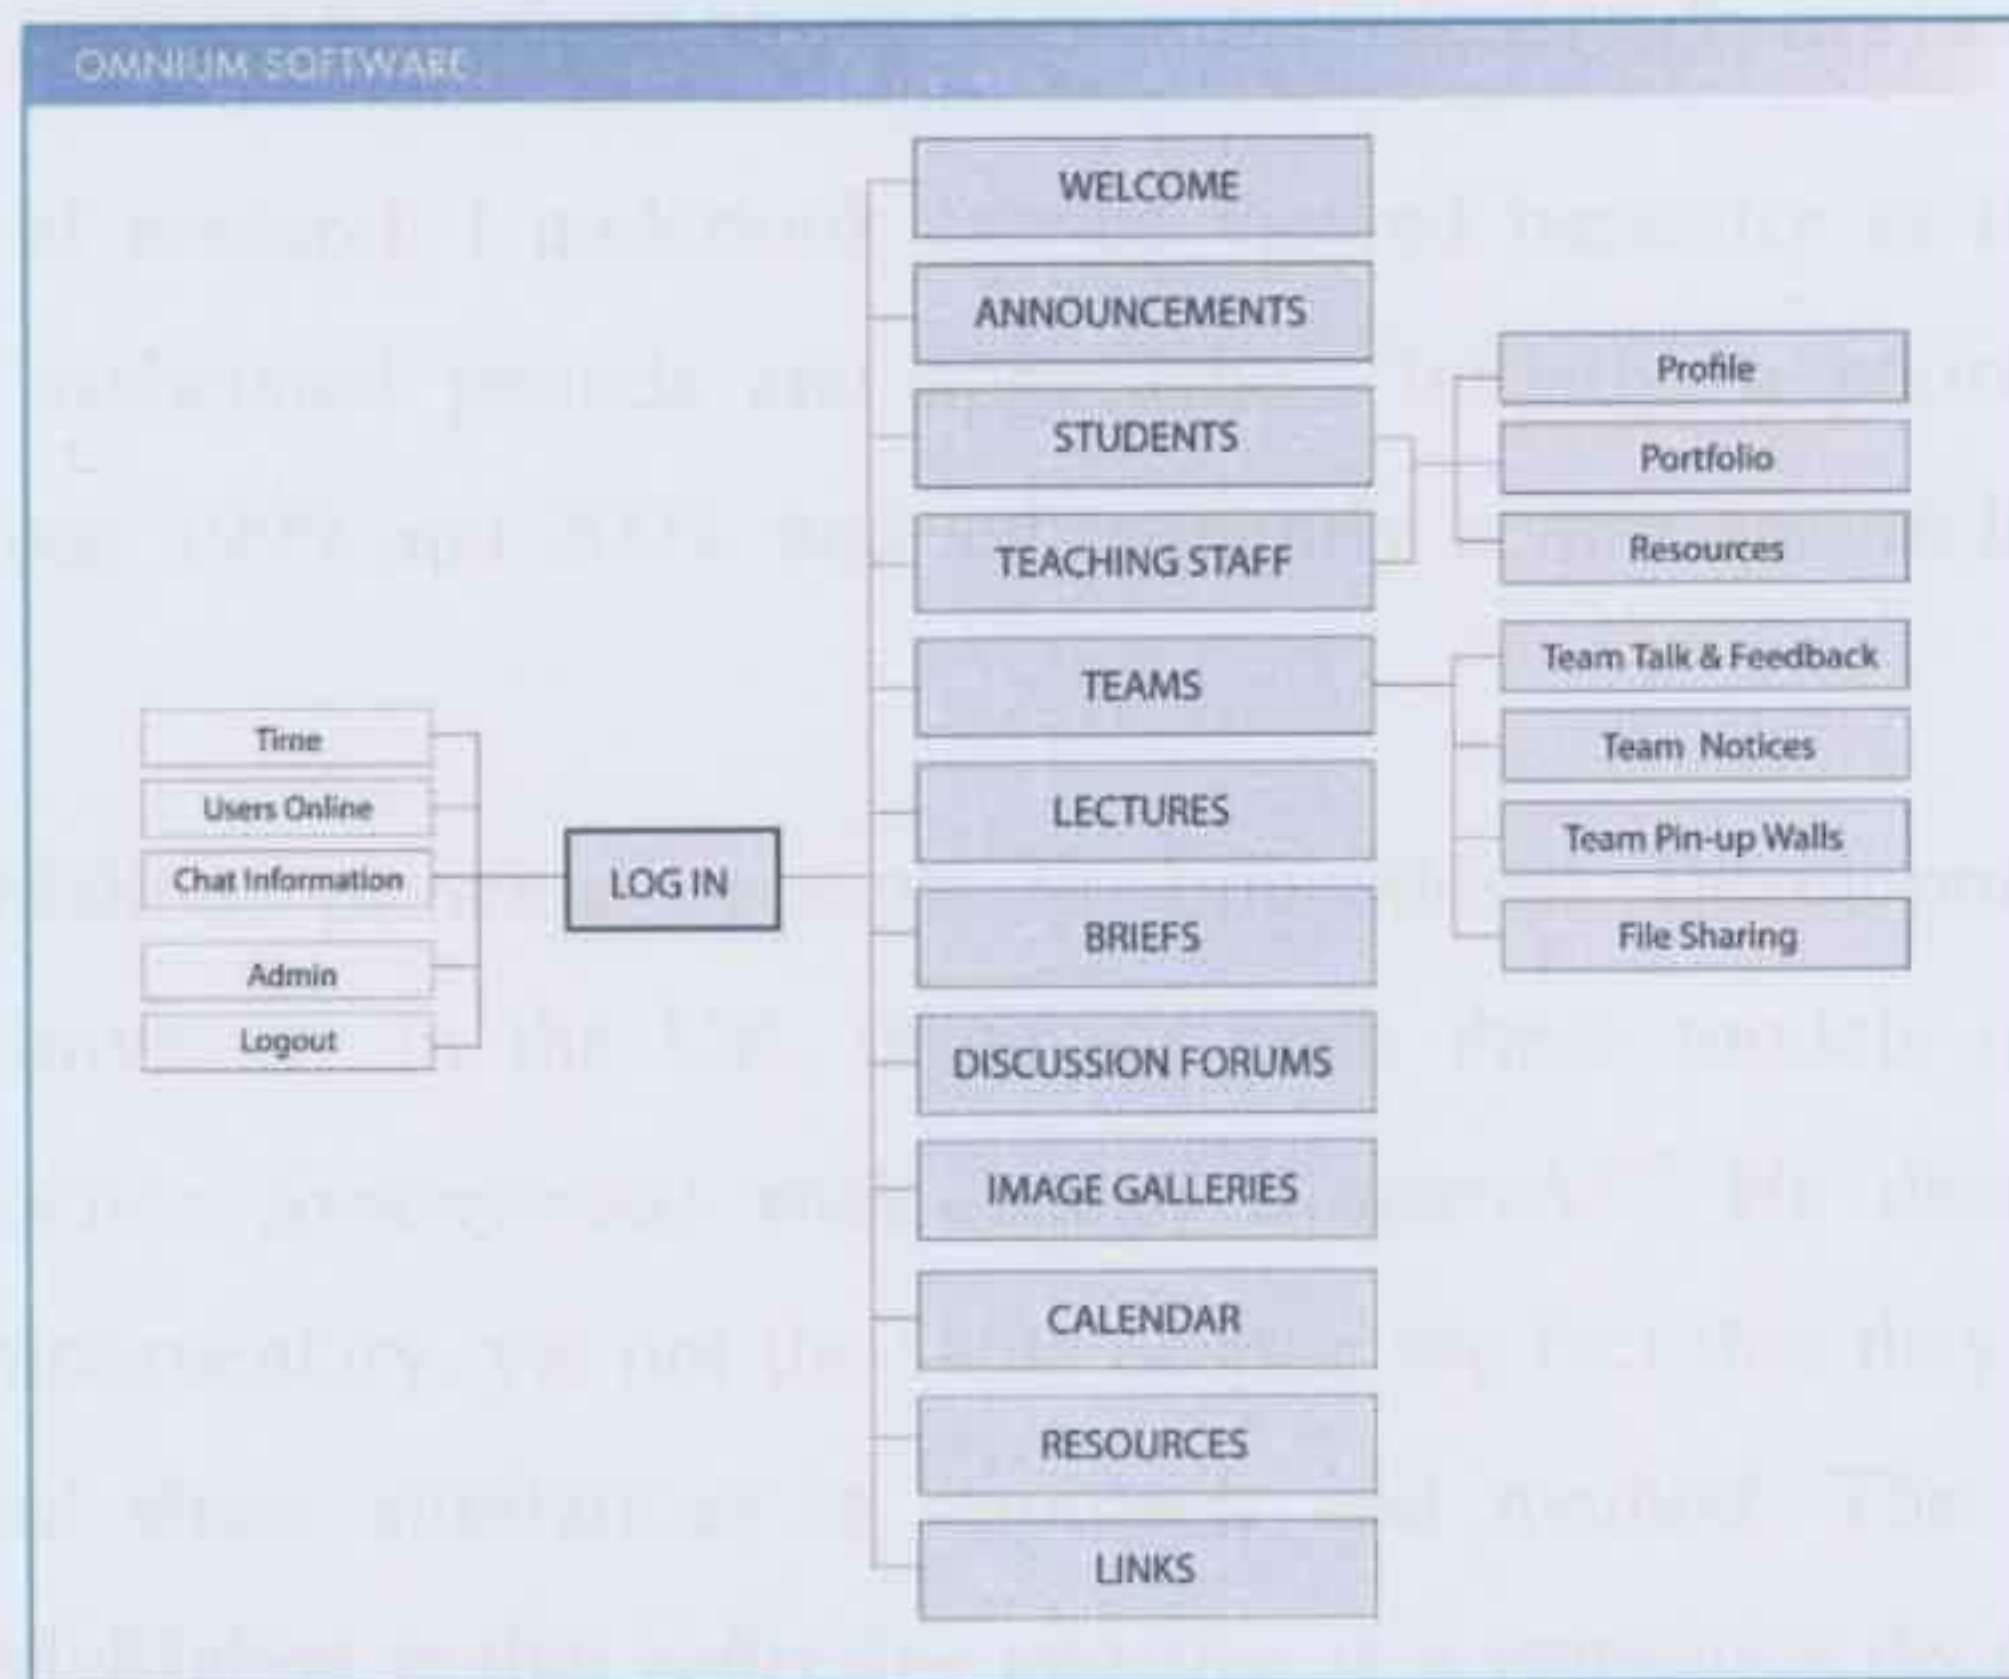 OMNIUM SOFTWARE
Time
Users Online
Chat Information
Admin
Logout
LOG IN
WELCOME
ANNOUNCEMENTS
STUDENTS
TEACHING STAFF
TEAMS
LECTURES
BRIEFS
DISCUSSION FORUMS
IMAGE GALLERIES
CALENDAR
RESOURCES
LINKS
Profile
Portfolio
Resources
Team Talk & Feedback
Team Notices
Team Pin-up Walls
File Sharing